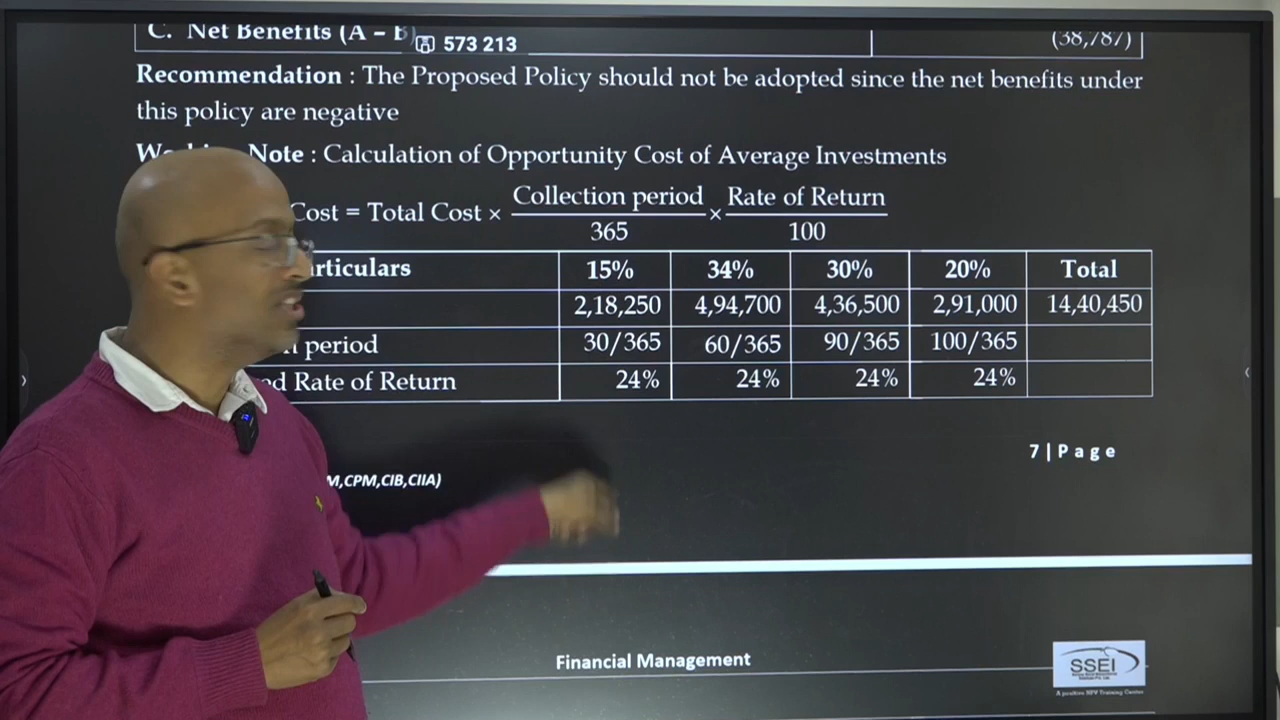 C. Net Benefits (A – B)
573 213
(38,787)
Recommendation : The Proposed Policy should not be adopted since the net benefits under
this policy are negative
Note : Calculation of Opportunity Cost of Average Investments
Cost = Total Cost × Collection period × Rate of Return
365 100
15% 34% 30% 20% Total
2,18,250 4,94,700 4,36,500 2,91,000 14,40,450
period 30/365 60/365 90/365 100/365
Rate of Return 24% 24% 24% 24%
7 | P a g e
M,CPM,CIB,CIIA)
Financial Management
SSEI
A positive NPV Training Center